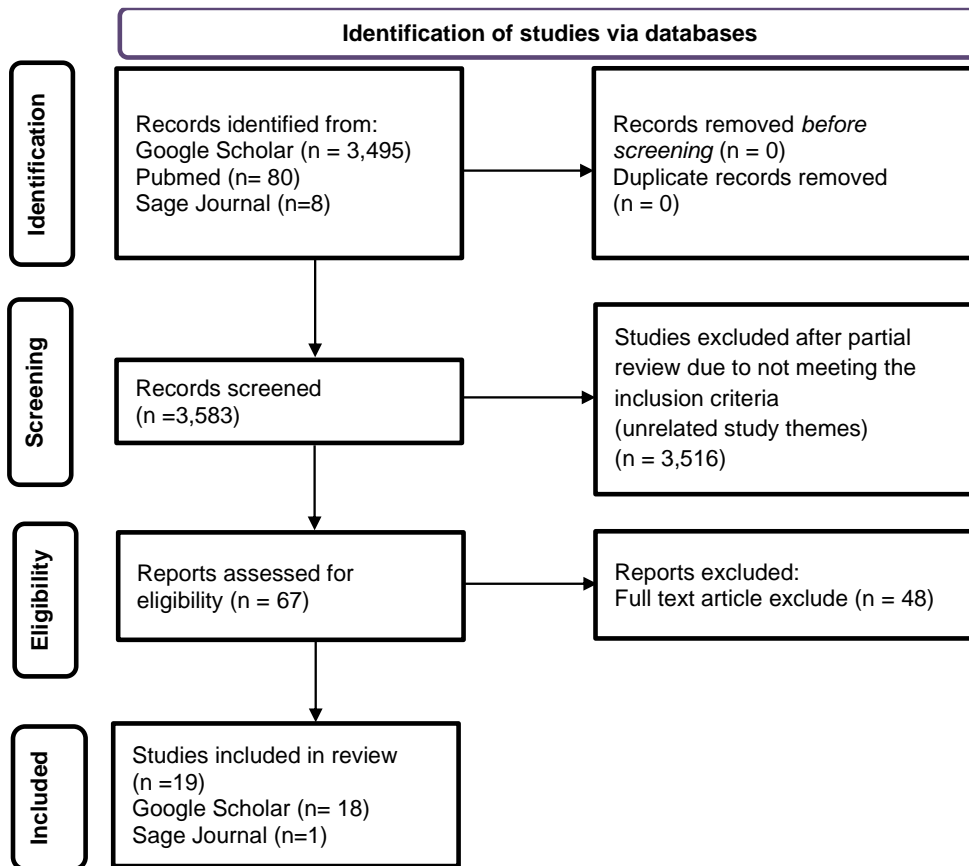 Identification of studies via databases
Identification
Records identified from:
Google Scholar (n = 3,495)
Pubmed (n= 80)
Sage Journal (n=8)
Records removed before
screening (n = 0)
Duplicate records removed
(n = 0)
Screening
Records screened
(n =3,583)
Studies excluded after partial
review due to not meeting the
inclusion criteria
(unrelated study themes)
(n = 3,516)
Eligibility
Reports assessed for
eligibility (n = 67)
Reports excluded:
Full text article exclude (n = 48)
Included
Studies included in review
(n =19)
Google Scholar (n= 18)
Sage Journal (n=1)